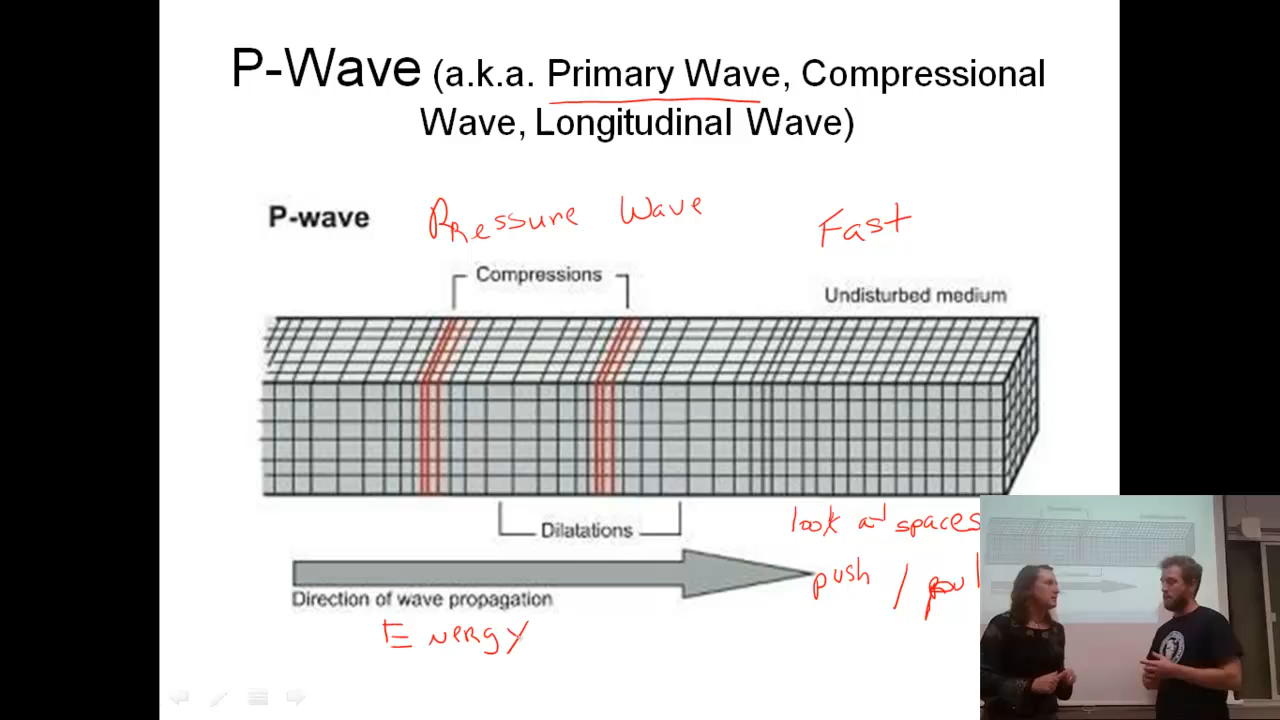 P-Wave (a.k.a. Primary Wave, Compressional
Wave, Longitudinal Wave)
P-wave
Pressure Wave
Fast
Compressions
Undisturbed medium
Dilatations
look at spaces
push / pul
Direction of wave propagation
Energy